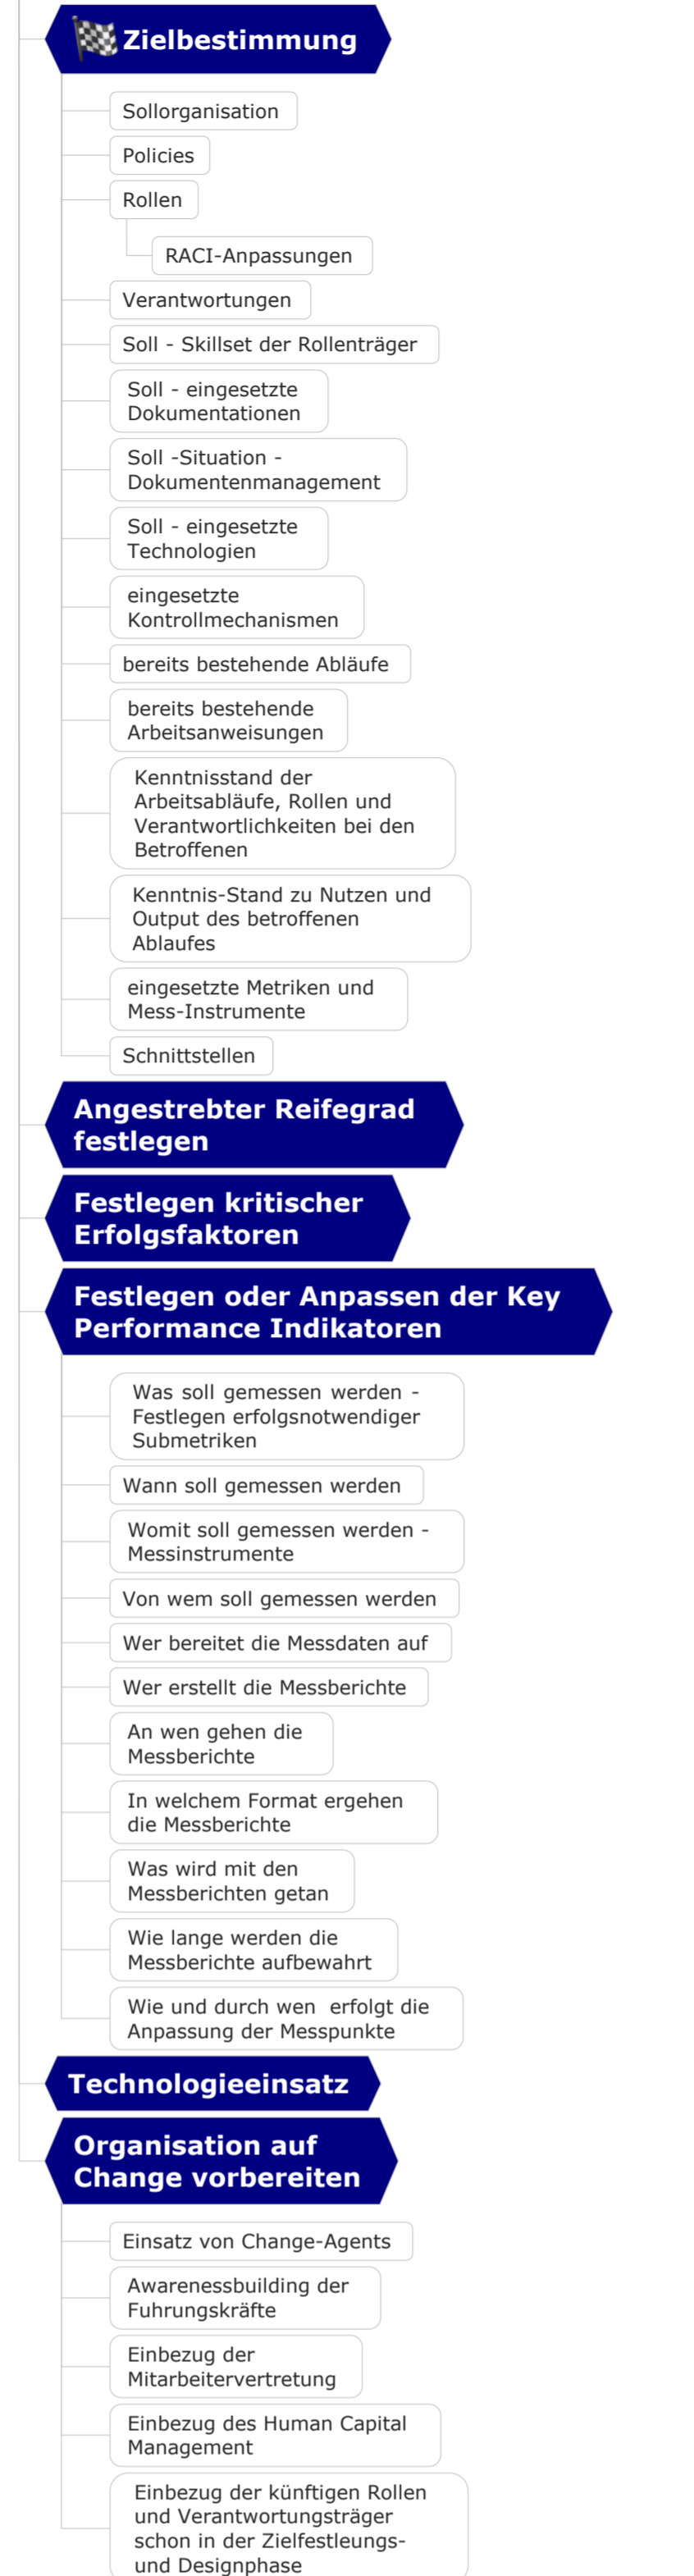 Zielbestimmung
Sollorganisation
Policies
Rollen
RACI-Anpassungen
Verantwortungen
Soll - Skillset der Rollenträger
Soll - eingesetzte
Dokumentationen
Soll -Situation -
Dokumentenmanagement
Soll - eingesetzte
Technologien
eingesetzte
Kontrollmechanismen
bereits bestehende Abläufe
bereits bestehende
Arbeitsanweisungen
Kenntnisstand der
Arbeitsabläufe, Rollen und
Verantwortlichkeiten bei den
Betroffenen
Kenntnis-Stand zu Nutzen und
Output des betroffenen
Ablaufes
eingesetzte Metriken und
Mess-Instrumente
Schnittstellen
Angestrebter Reifegrad
festlegen
Festlegen kritischer
Erfolgsfaktoren
Festlegen oder Anpassen der Key
Performance Indikatoren
Was soll gemessen werden -
Festlegen erfolgsnotwendiger
Submetriken
Wann soll gemessen werden
Womit soll gemessen werden -
Messinstrumente
Von wem soll gemessen werden
Wer bereitet die Messdaten auf
Wer erstellt die Messberichte
An wen gehen die
Messberichte
In welchem Format ergehen
die Messberichte
Was wird mit den
Messberichten getan
Wie lange werden die
Messberichte aufbewahrt
Wie und durch wen  erfolgt die
Anpassung der Messpunkte
Technologieeinsatz
Organisation auf
Change vorbereiten
Einsatz von Change-Agents
Awarenessbuilding der
Fuhrungskräfte
Einbezug der
Mitarbeitervertretung
Einbezug des Human Capital
Management
Einbezug der künftigen Rollen
und Verantwortungsträger
schon in der Zielfestleungs-
und Designphase